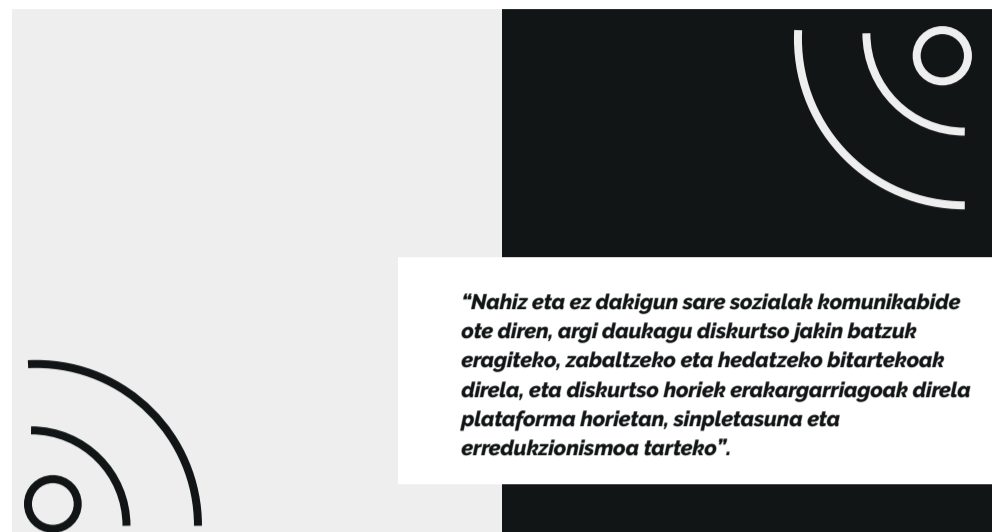 “Nahiz eta ez dakigun sare sozialak komunikabide
ote diren, argi daukagu diskurtso jakin batzuk
eragiteko, zabaltzeko eta hedatzeko bitartekoak
direla, eta diskurtso horiek erakargarriagoak direla
plataforma horietan, sinpletasuna eta
erredukzionismoa tarteko”.